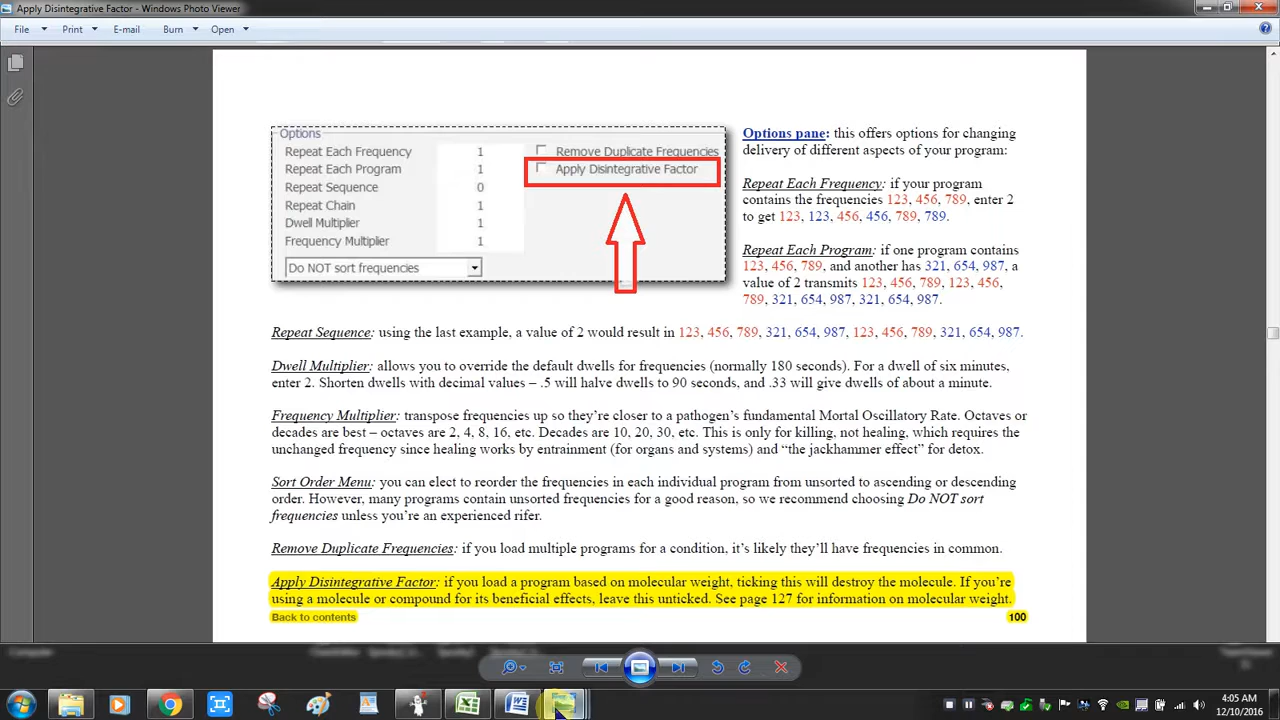 Apply Disintegrative Factor - Windows Photo Viewer
File Print E-mail Burn Open
Options
Repeat Each Frequency 1
Repeat Each Program 1
Repeat Sequence 0
Repeat Chain 1
Dwell Multiplier 1
Frequency Multiplier 1
Do NOT sort frequencies
Remove Duplicate Frequencies
Apply Disintegrative Factor
Options pane: this offers options for changing
delivery of different aspects of your program:
Repeat Each Frequency: if your program
contains the frequencies 123, 456, 789, enter 2
to get 123, 123, 456, 456, 789, 789.
Repeat Each Program: if one program contains
123, 456, 789, and another has 321, 654, 987, a
value of 2 transmits 123, 456, 789, 123, 456,
789, 321, 654, 987, 321, 654, 987.
Repeat Sequence: using the last example, a value of 2 would result in 123, 456, 789, 321, 654, 987, 123, 456, 789, 321, 654, 987.
Dwell Multiplier: allows you to override the default dwells for frequencies (normally 180 seconds). For a dwell of six minutes,
enter 2. Shorten dwells with decimal values – .5 will halve dwells to 90 seconds, and .33 will give dwells of about a minute.
Frequency Multiplier: transpose frequencies up so they're closer to a pathogen's fundamental Mortal Oscillatory Rate. Octaves or
decades are best – octaves are 2, 4, 8, 16, etc. Decades are 10, 20, 30, etc. This is only for killing, not healing, which requires the
unchanged frequency since healing works by entrainment (for organs and systems) and “the jackhammer effect” for detox.
Sort Order Menu: you can elect to reorder the frequencies in each individual program from unsorted to ascending or descending
order. However, many programs contain unsorted frequencies for a good reason, so we recommend choosing Do NOT sort
frequencies unless you're an experienced rifer.
Remove Duplicate Frequencies: if you load multiple programs for a condition, it's likely they'll have frequencies in common.
Apply Disintegrative Factor: if you load a program based on molecular weight, ticking this will destroy the molecule. If you're
using a molecule or compound for its beneficial effects, leave this unticked. See page 127 for information on molecular weight.
Back to contents 100
Computer
4:05 AM
12/10/2016